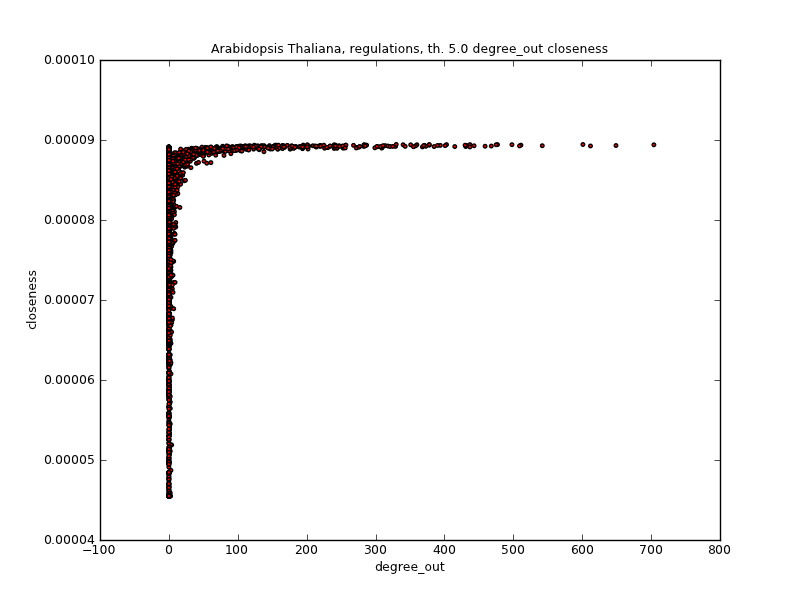 Arabidopsis Thaliana, regulations, th. 5.0 degree_out closeness
0.00010
0.00009
0.00008
0.00007
0.00006
0.00005
0.00004
closeness
−100 0 100 200 300 400 500 600 700 800
degree_out